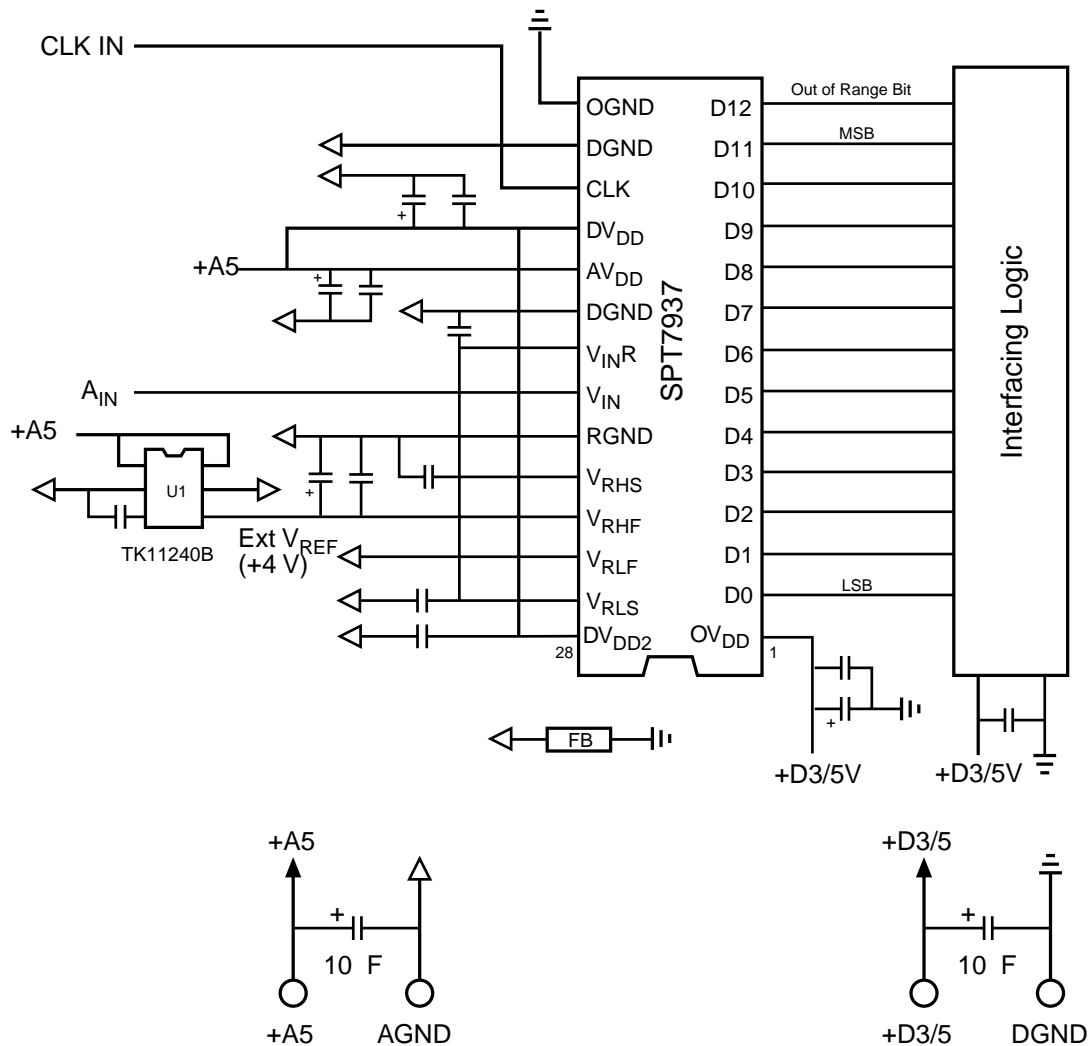 CLK IN
OGND
D12
Out of Range Bit
DGND
D11
MSB
CLK
D10
DVDD
D9
+A5
AVDD
D8
DGND
D7
VINR
D6
AIN
VIN
D5
+A5
RGND
D4
VRHS
D3
U1
VRHF
D2
TK11240B
Ext VREF
(+4 V)
VRLF
D1
VRLS
D0
LSB
DVDD2
OVDD
28
1
SPT7937
Interfacing Logic
+
+
+
+
FB
+D3/5V
+D3/5V
+A5
+D3/5
+
+
10 F
10 F
+A5
AGND
+D3/5
DGND